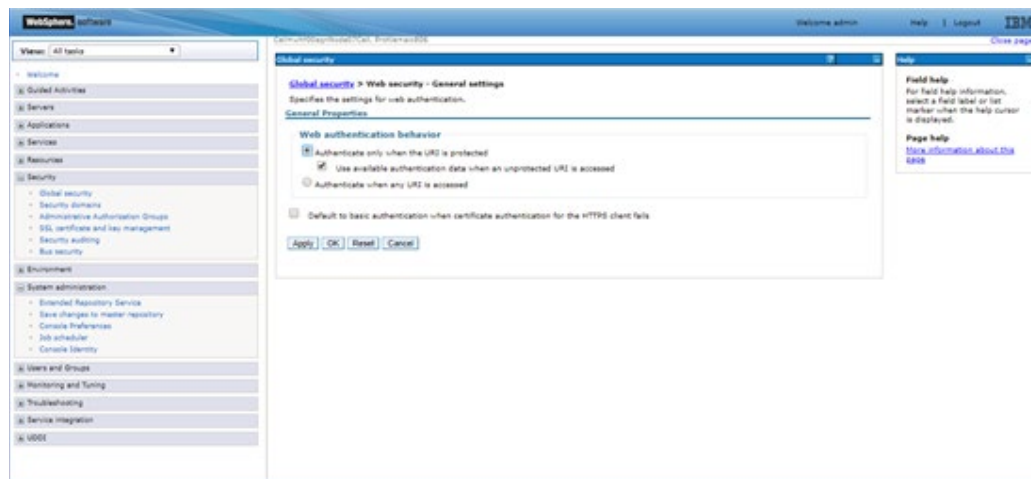 WebSphere. software
Welcome admin
Help | Logout
IBM
View: All tasks
Close page
Welcome
Guided Activities
Servers
Applications
Services
Resources
Security
Global security
Security domains
Administrative Authorization Groups
SSL certificate and key management
Security auditing
Bus security
Environment
System administration
Extended Repository Service
Save changes to master repository
Console Preferences
Job scheduler
Console Identity
Users and Groups
Monitoring and Tuning
Troubleshooting
Service integration
UDDI
Global security
Global security > Web security - General settings
Specifies the settings for web authentication.
General Properties
Web authentication behavior
Authenticate only when the URI is protected
Use available authentication data when an unprotected URI is accessed
Authenticate when any URI is accessed
Default to basic authentication when certificate authentication for the HTTPS client fails
Apply OK Reset Cancel
Help
Field help
For field help information,
select a field label or list
marker when the help cursor
is displayed.
Page help
More information about this
page